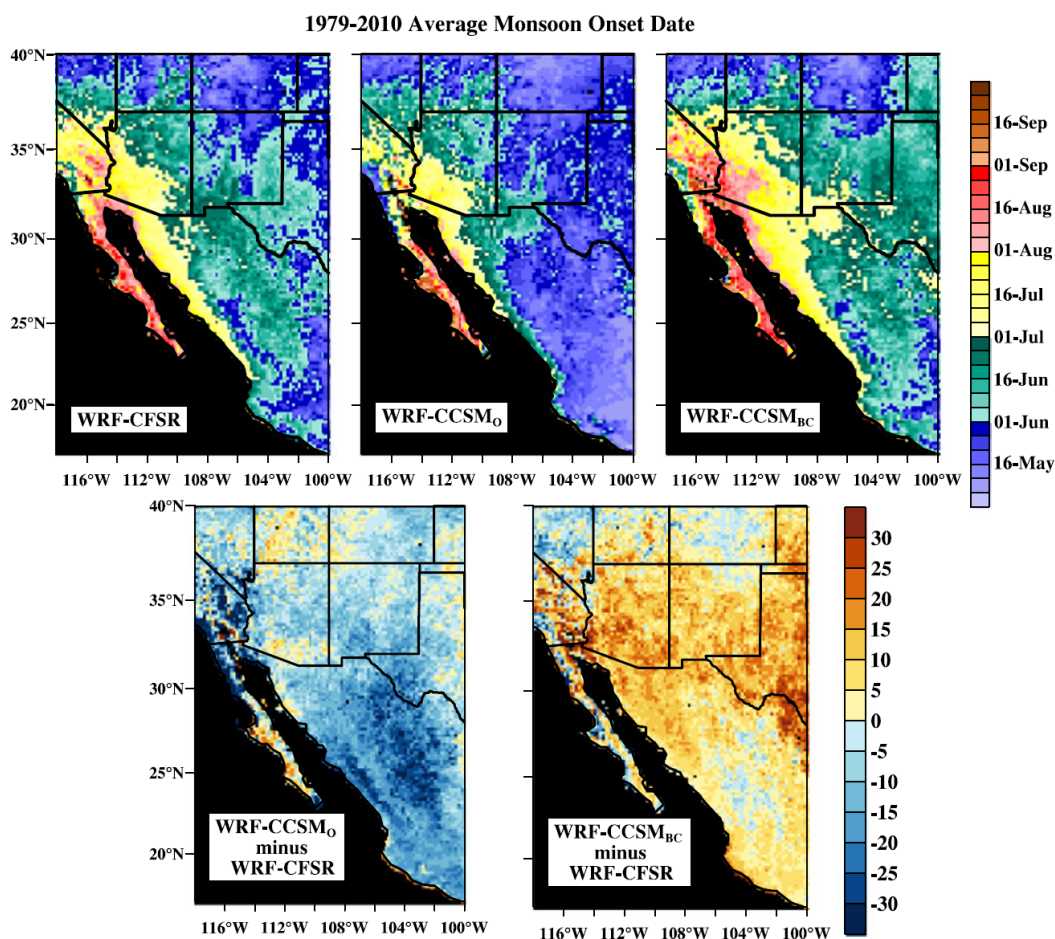 1979-2010 Average Monsoon Onset Date
40°N
35°N
30°N
25°N
20°N
WRF-CFSR
WRF-CCSM_O
WRF-CCSM_BC
116°W 112°W 108°W 104°W 100°W
116°W 112°W 108°W 104°W 100°W
116°W 112°W 108°W 104°W 100°W
16-Sep
01-Sep
16-Aug
01-Aug
16-Jul
01-Jul
16-Jun
01-Jun
16-May
40°N
35°N
30°N
25°N
20°N
WRF-CCSM_O
minus
WRF-CFSR
WRF-CCSM_BC
minus
WRF-CFSR
116°W 112°W 108°W 104°W 100°W
116°W 112°W 108°W 104°W 100°W
30
25
20
15
10
5
0
-5
-10
-15
-20
-25
-30